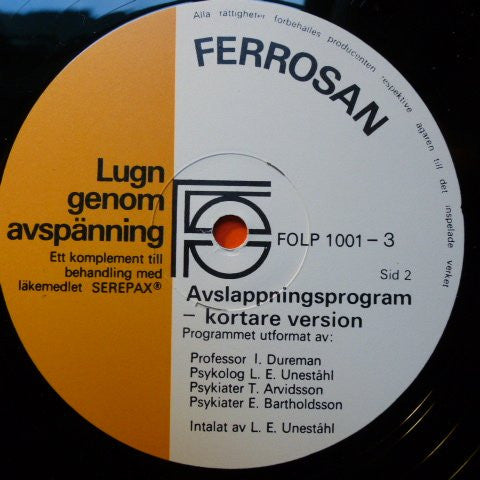 Alla rättigheter förbehålles producenten respektive ägaren till det inspelade verket
FERROSAN
Lugn
genom
avspänning
Ett komplement till
behandling med
läkemedlet SEREPAX®
FOLP 1001 - 3
Sid 2
Avslappningsprogram
- kortare version
Programmet utformat av:
Professor I. Dureman
Psykolog L. E. Uneståhl
Psykiater T. Arvidsson
Psykiater E. Bartholdsson
Intalat av L. E. Uneståhl